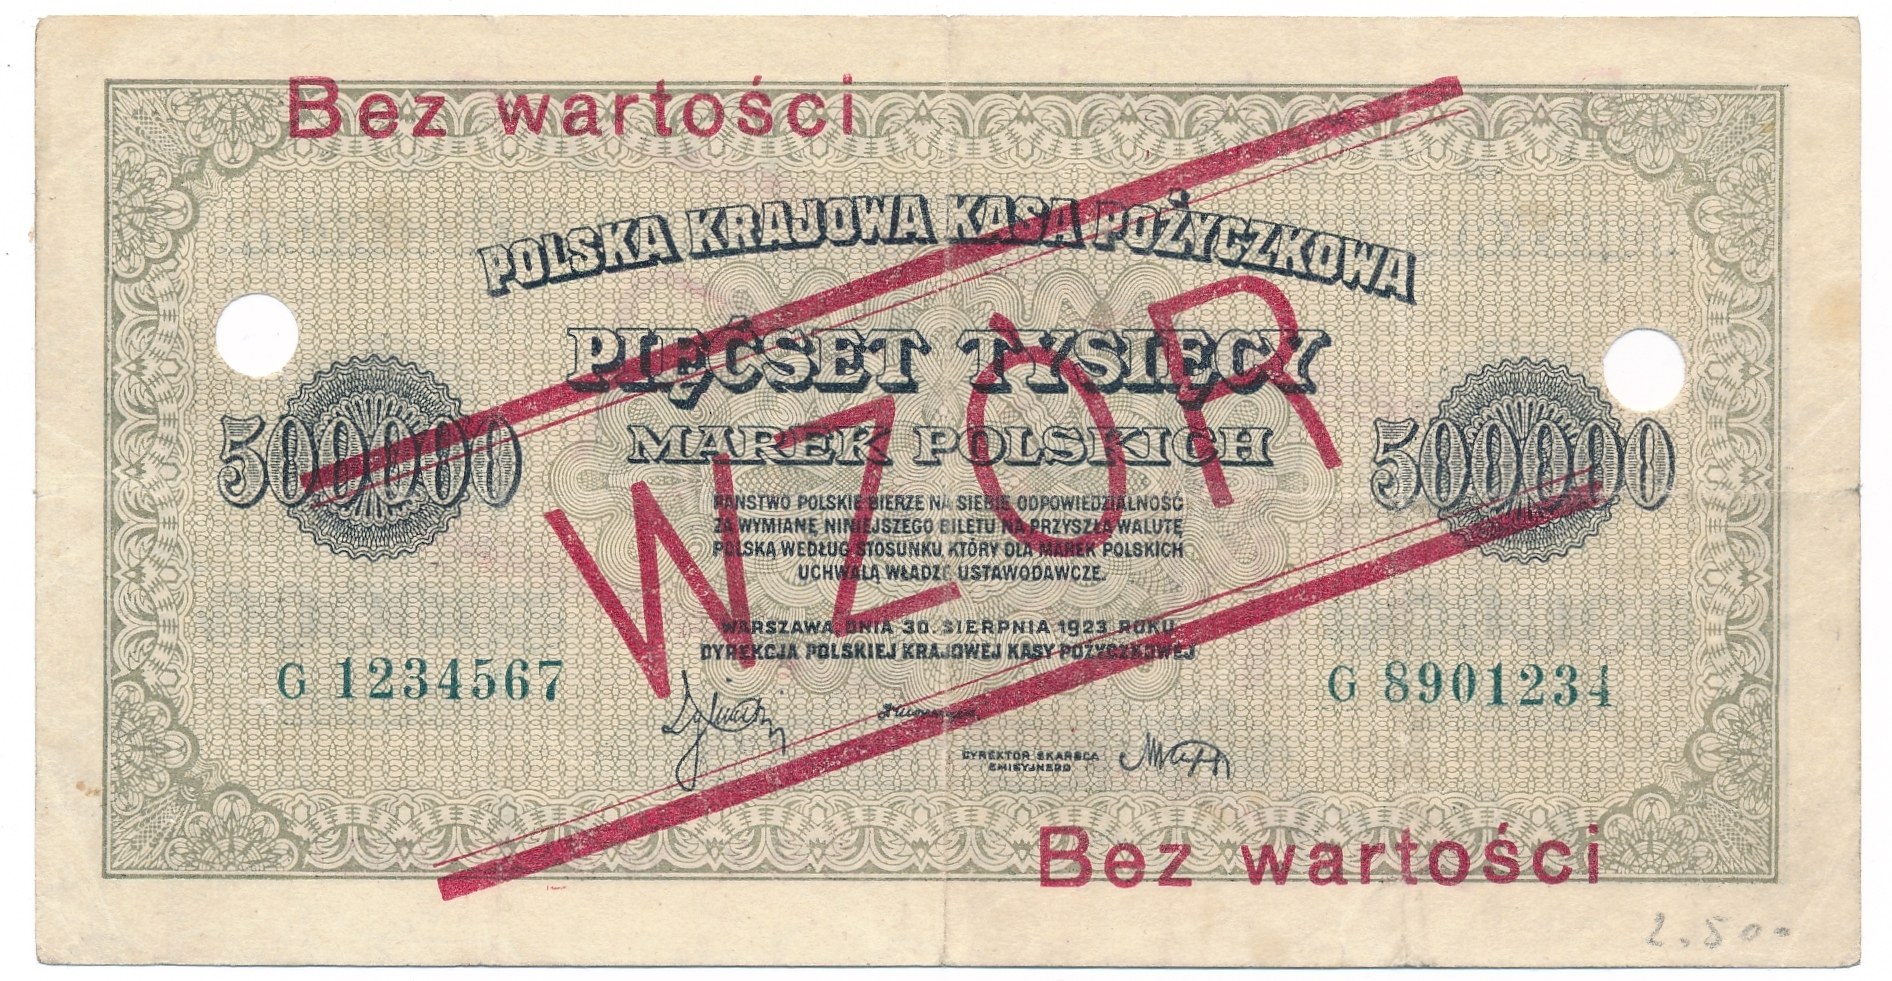 Bez wartości
POLSKA KRAJOWA KASA POŻYCZKOWA
PIĘĆSET TYSIĘCY
500000 MAREK POLSKICH 500000
WZÓR
PAŃSTWO POLSKIE BIERZE NA SIEBIE ODPOWIEDZIALNOŚĆ
ZA WYMIANĘ NINIEJSZEGO BILETU NA PRZYSZŁĄ WALUTĘ
POLSKĄ WEDŁUG STOSUNKU, KTÓRY DLA MAREK POLSKICH
UCHWALĄ WŁADZE USTAWODAWCZE.
WARSZAWA, DNIA 30. SIERPNIA 1923 ROKU
DYREKCJA POLSKIEJ KRAJOWEJ KASY POŻYCZKOWEJ
G 1234567 G 8901234
DYREKTOR SKARBCA
EMISYJNEGO
Bez wartości
2.500-